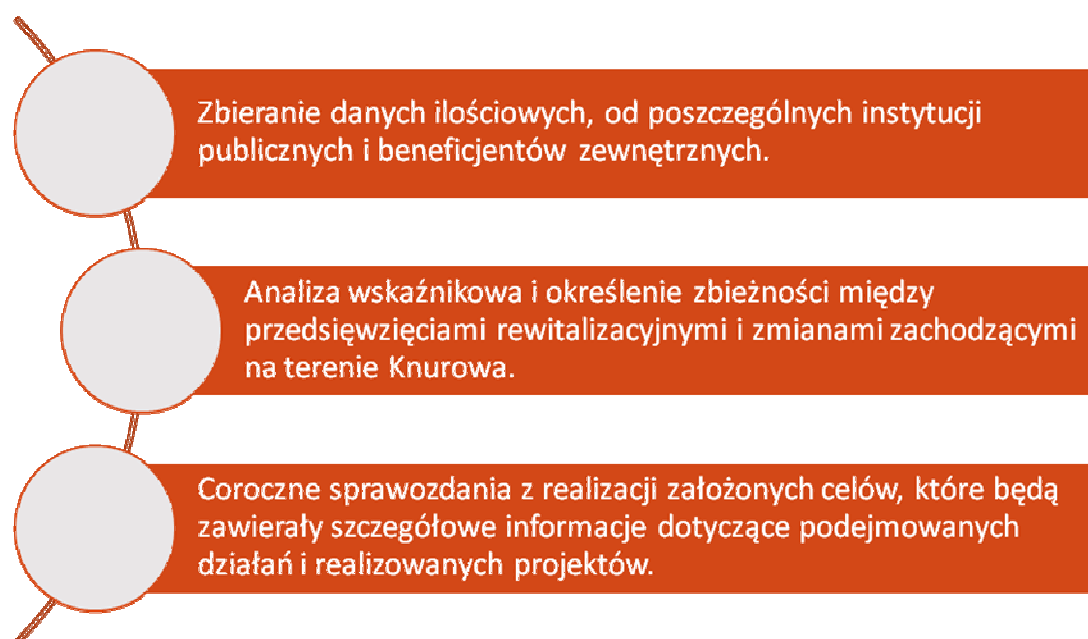 Zbieranie danych ilościowych, od poszczególnych instytucji
publicznych i beneficjentów zewnętrznych.
Analiza wskaźnikowa i określenie zbieżności między
przedsięwzięciami rewitalizacyjnymi i zmianami zachodzącymi
na terenie Knurowa.
Coroczne sprawozdania z realizacji założonych celów, które będą
zawierały szczegółowe informacje dotyczące podejmowanych
działań i realizowanych projektów.